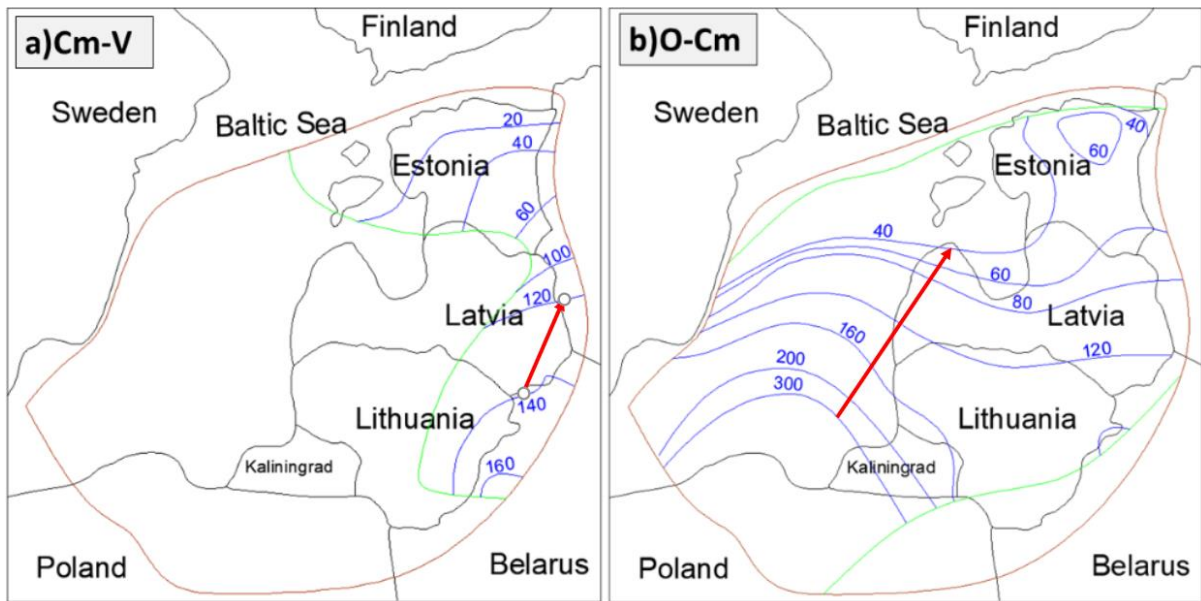 a)Cm-V
Finland
Sweden
Baltic Sea
20
40
Estonia
60
100
120
Latvia
140
Lithuania
160
Kaliningrad
Poland
Belarus
b)O-Cm
Finland
Sweden
Baltic Sea
40
60
Estonia
40
60
80
Latvia
160
120
200
300
Lithuania
Kaliningrad
Poland
Belarus